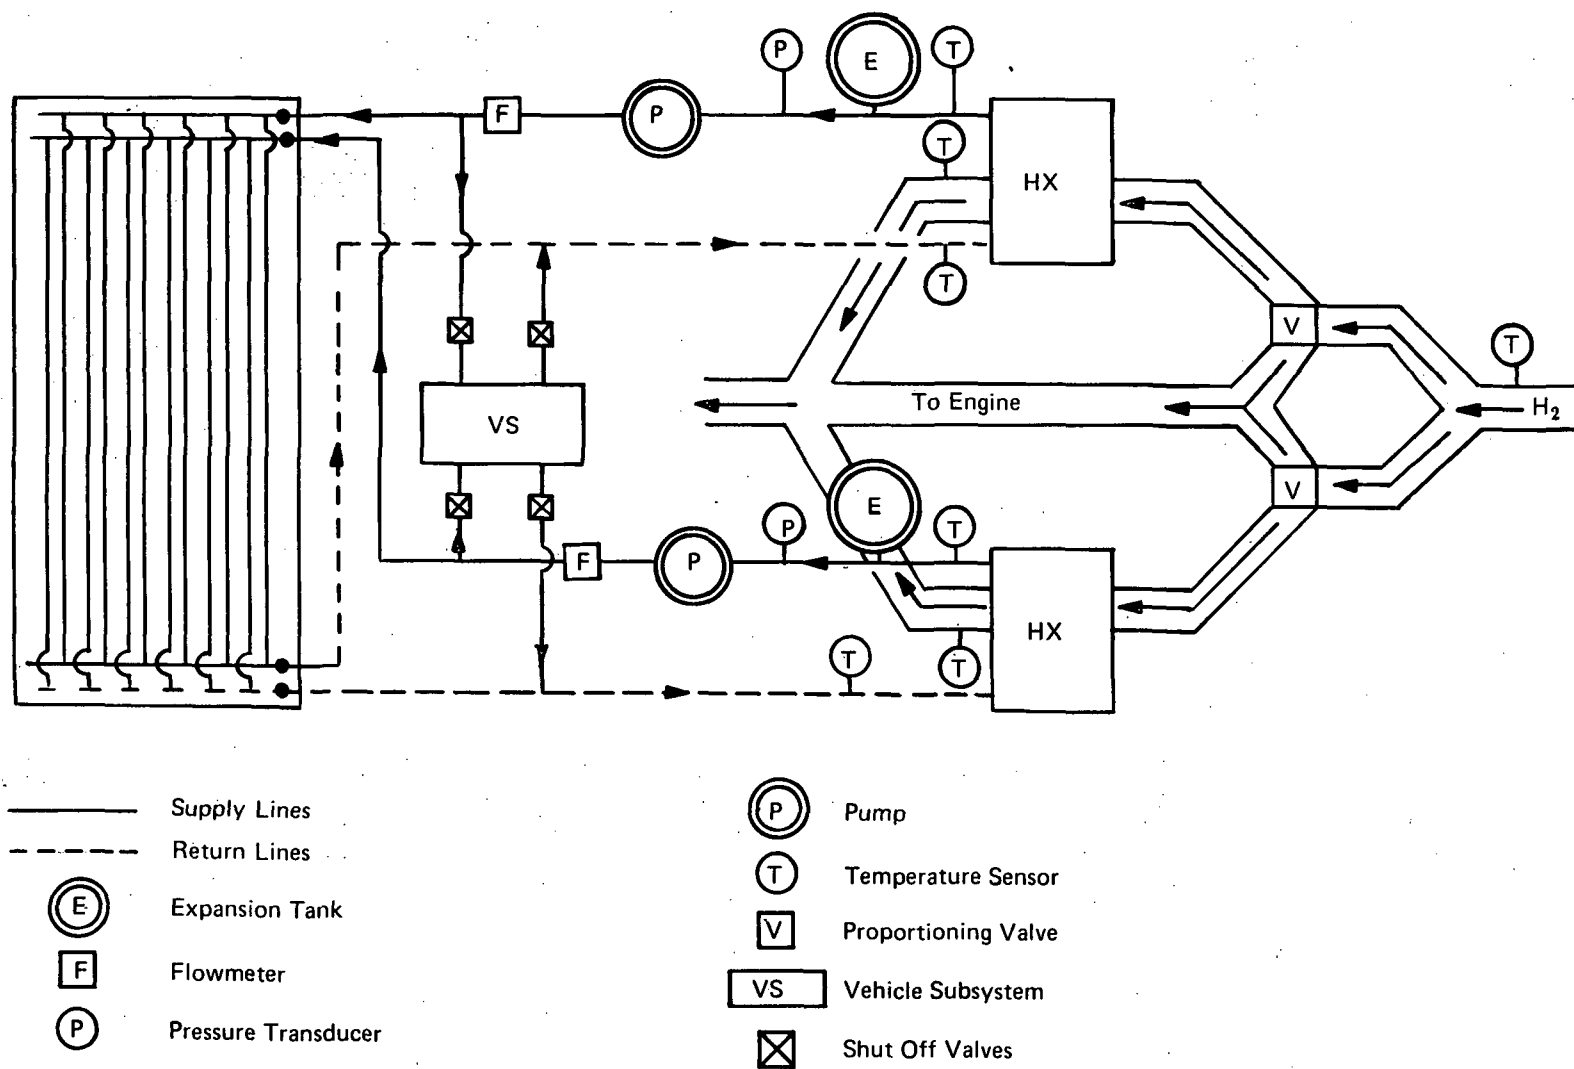 P
E
T
F
P
T
HX
T
V
T
To Engine
H2
VS
V
E
P
T
F
P
HX
T
T
Supply Lines
Return Lines
E Expansion Tank
F Flowmeter
P Pressure Transducer
P Pump
T Temperature Sensor
V Proportioning Valve
VS Vehicle Subsystem
Shut Off Valves